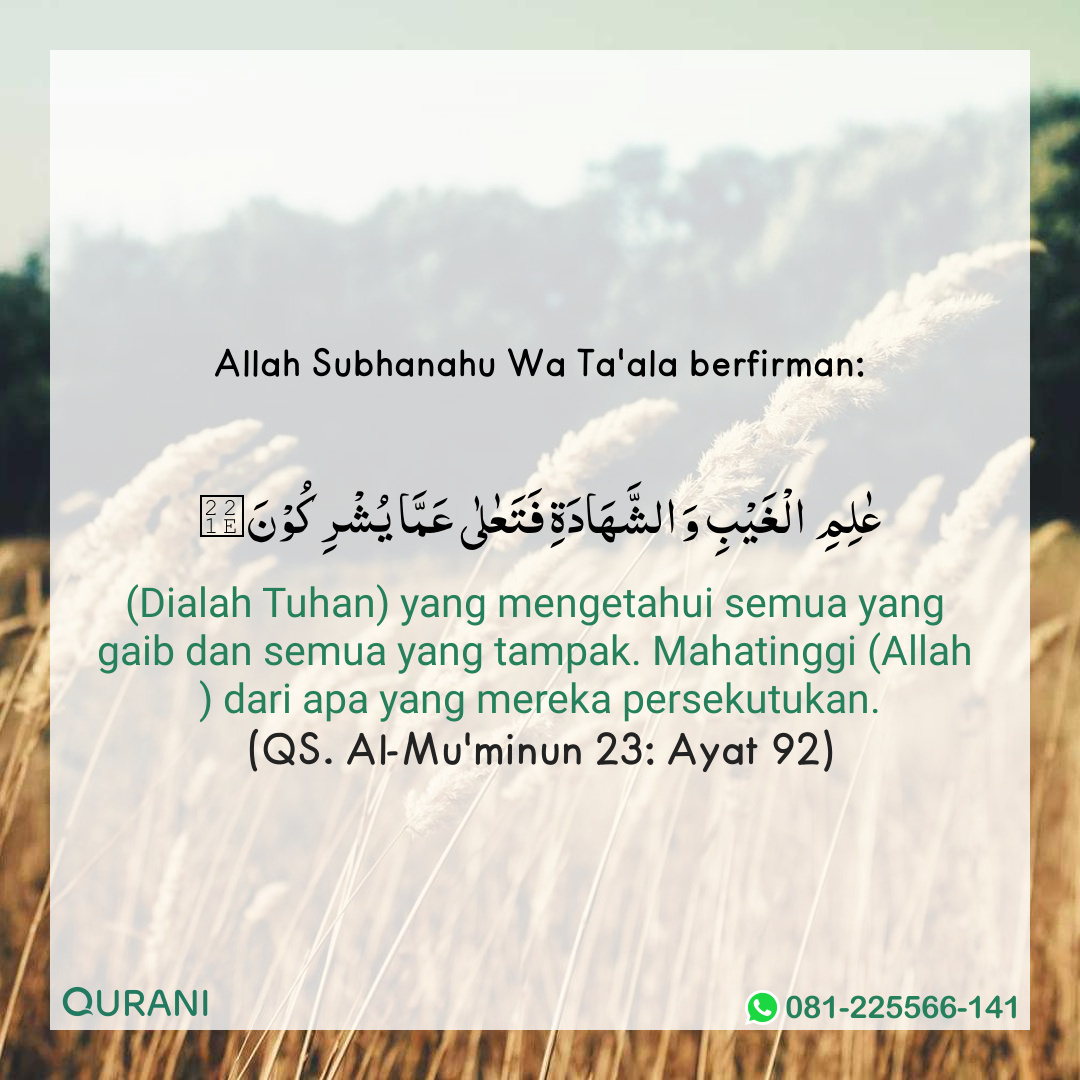 Allah Subhanahu Wa Ta'ala berfirman:
عٰلِمِ الْغَيْبِ وَالشَّهَادَةِ فَتَعٰلٰى عَمَّا يُشْرِكُوْنَ
(Dialah Tuhan) yang mengetahui semua yang
gaib dan semua yang tampak. Mahatinggi (Allah
) dari apa yang mereka persekutukan.
(QS. Al-Mu'minun 23: Ayat 92)
QURANI
081-225566-141